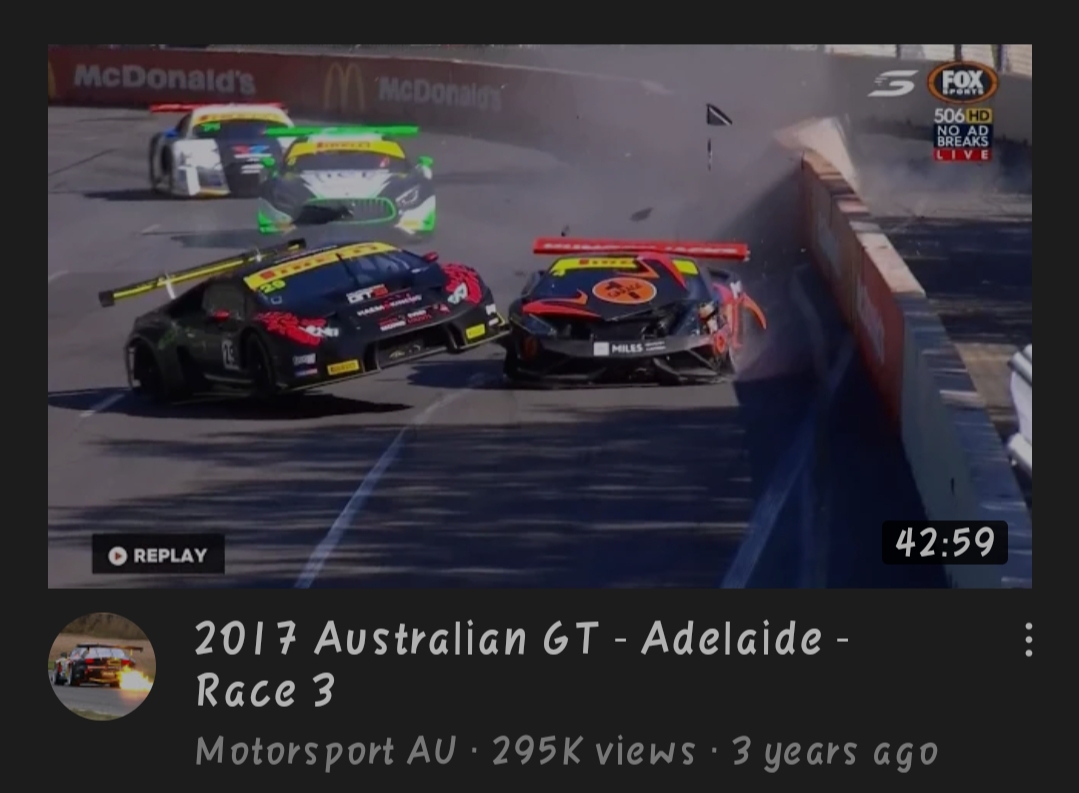 McDonald's
McDonald's
FOX
SPORTS
506 HD
NO AD
BREAKS
LIVE
PIRELLI
29
GT3
PIRELLI
MILES
REPLAY
42:59
2017 Australian GT - Adelaide -
Race 3
Motorsport AU · 295K views · 3 years ago